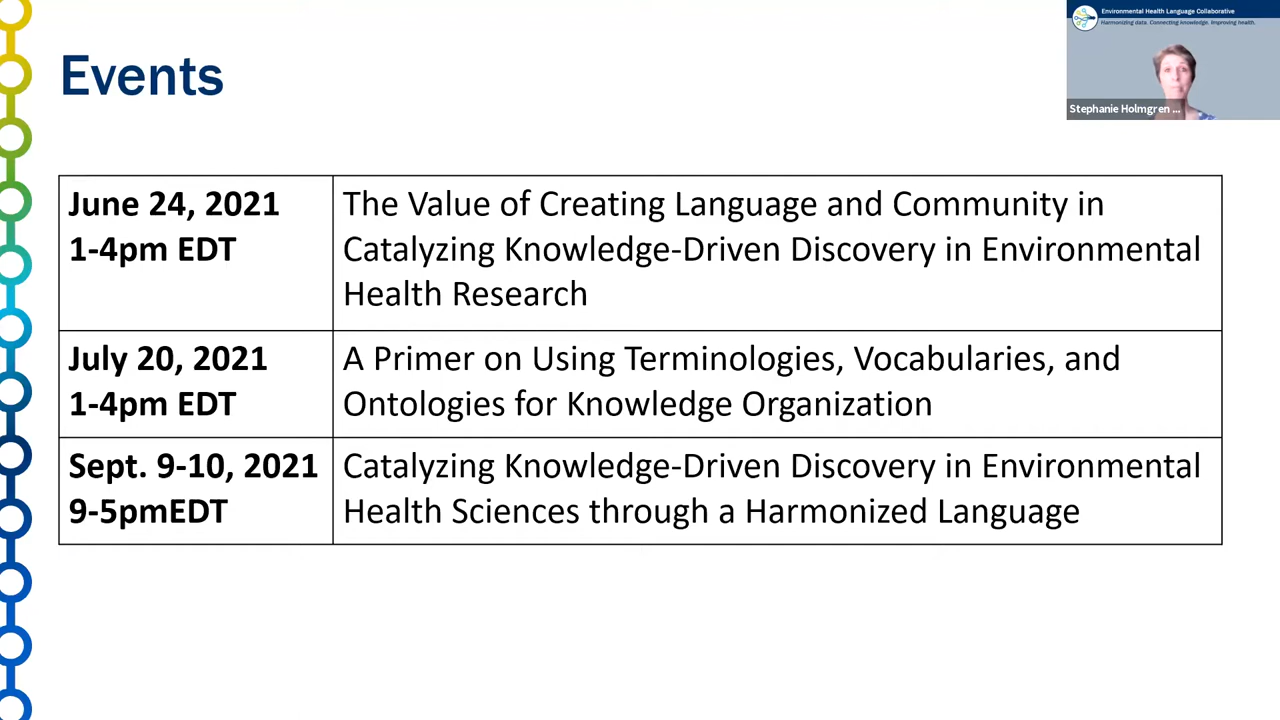 Environmental Health Language Collaborative
Harmonizing data. Connecting knowledge. Improving health.
Stephanie Holmgren ...
Events
June 24, 2021
1-4pm EDT
The Value of Creating Language and Community in
Catalyzing Knowledge-Driven Discovery in Environmental
Health Research
July 20, 2021
1-4pm EDT
A Primer on Using Terminologies, Vocabularies, and
Ontologies for Knowledge Organization
Sept. 9-10, 2021
9-5pmEDT
Catalyzing Knowledge-Driven Discovery in Environmental
Health Sciences through a Harmonized Language